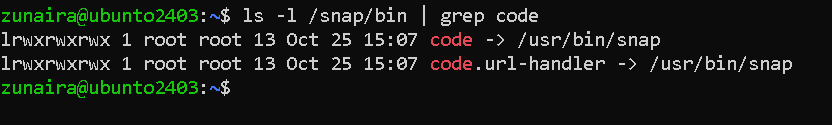 zunaira@ubunto2403:~$ ls -l /snap/bin | grep code
lrwxrwxrwx 1 root root 13 Oct 25 15:07 code -> /usr/bin/snap
lrwxrwxrwx 1 root root 13 Oct 25 15:07 code.url-handler -> /usr/bin/snap
zunaira@ubunto2403:~$